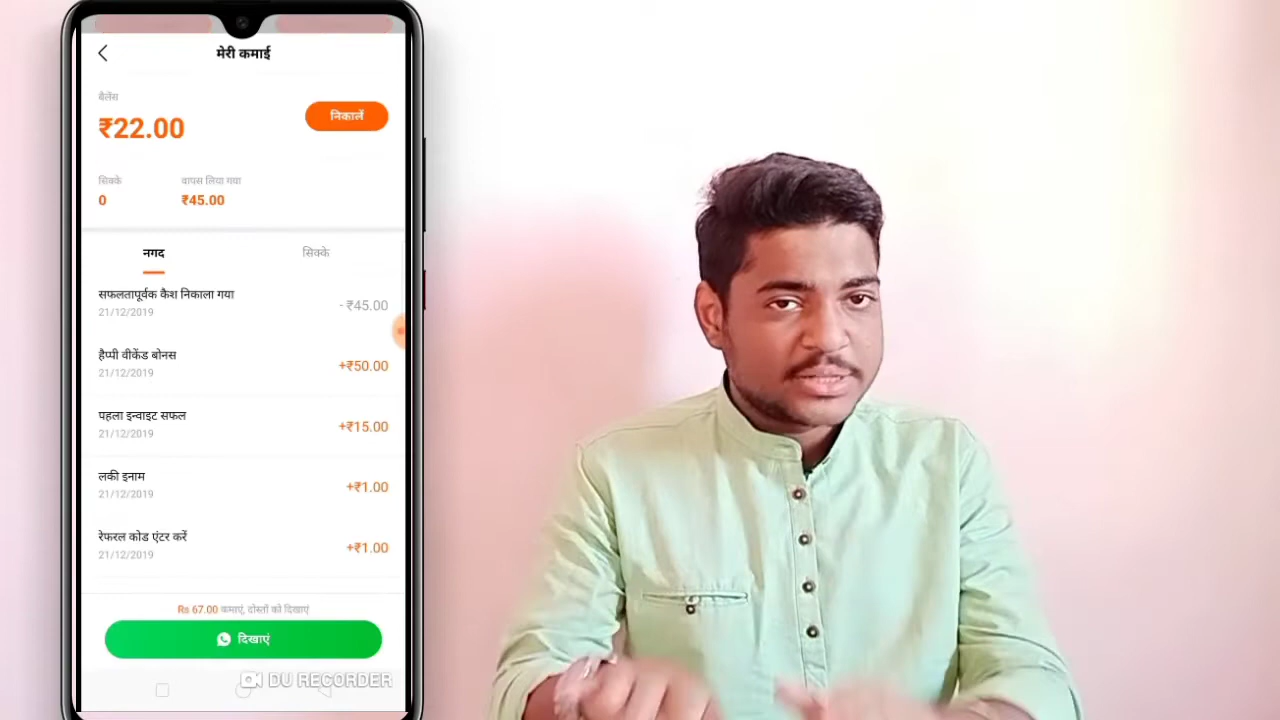 मेरी कमाई
बैलेंस
₹22.00
निकालें
सिक्के
वापस लिया गया
0
₹45.00
नगद
सिक्के
सफलतापूर्वक कैश निकाला गया
- ₹45.00
21/12/2019
हैप्पी वीकेंड बोनस
+₹50.00
21/12/2019
पहला इन्वाइट सफल
+₹15.00
21/12/2019
लकी इनाम
+₹1.00
21/12/2019
रेफरल कोड एंटर करें
+₹1.00
21/12/2019
Rs 67.00 कमाएं, दोस्तों को दिखाएं
दिखाएं
DU RECORDER